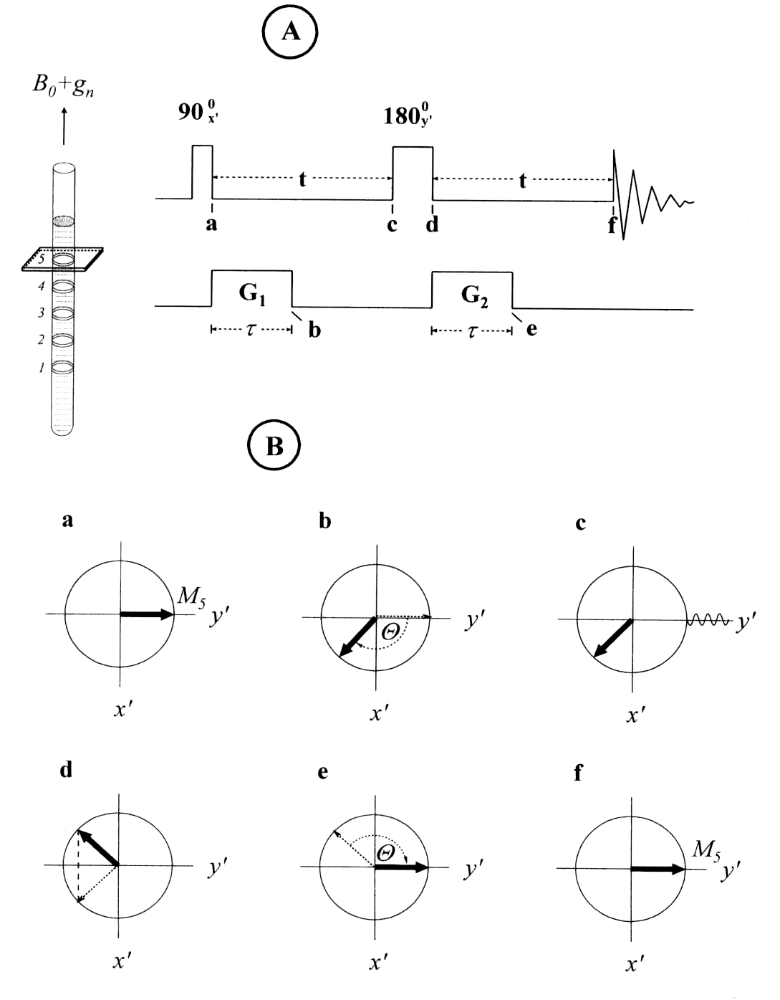 A
B₀+gₙ
90⁰ₓ' 180⁰ᵧ'
t t
a c d f
5
4
3
2
1
G₁ G₂
τ b τ e
B
a b c
M₅ y' Θ y' y'
x' x' x'
d e f
y' Θ y' M₅ y'
x' x' x'